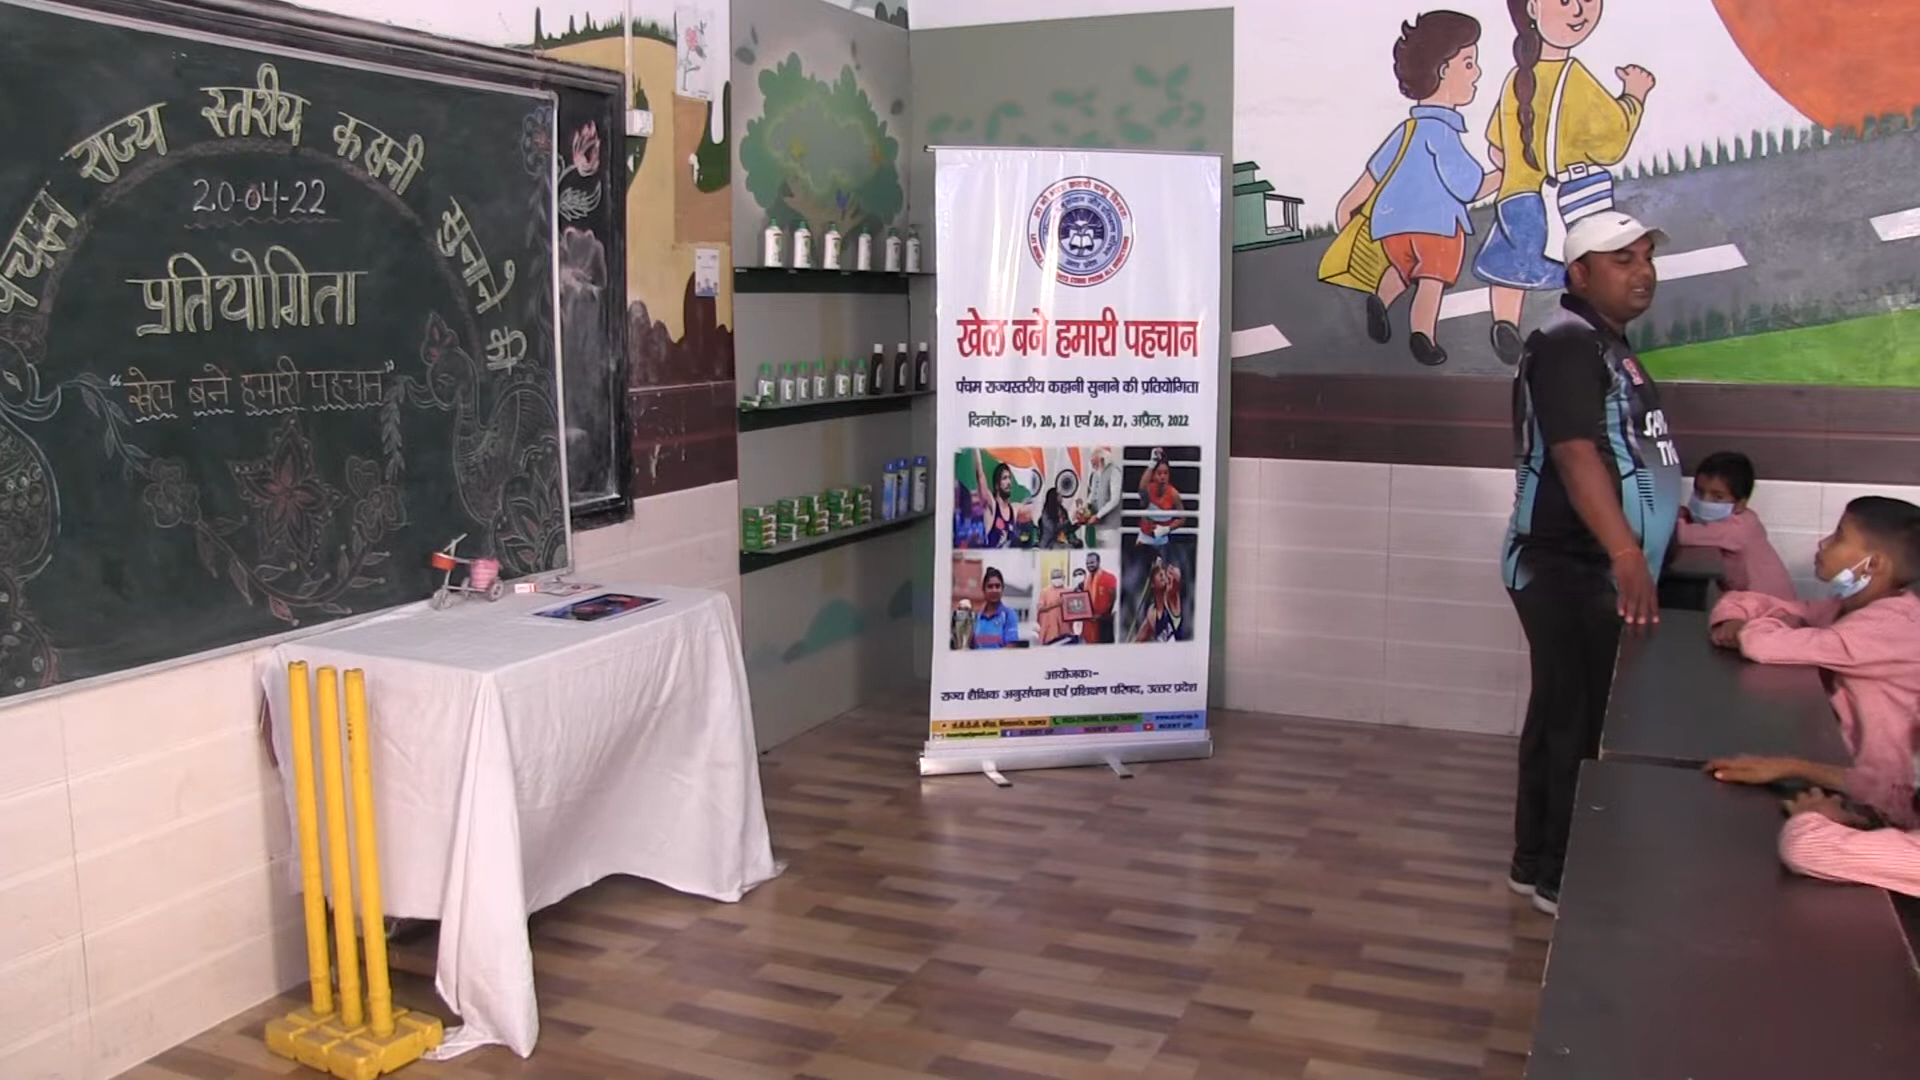 पंचम राज्य स्तरीय कहानी सुनाने की
20-04-22
प्रतियोगिता
"खेल बने हमारी पहचान"
खेल बने हमारी पहचान
पंचम राज्यस्तरीय कहानी सुनाने की प्रतियोगिता
दिनांकः- 19, 20, 21 एवं 26, 27, अप्रैल, 2022
आयोजकः-
राज्य शैक्षिक अनुसंधान एवं प्रशिक्षण परिषद, उत्तर प्रदेश